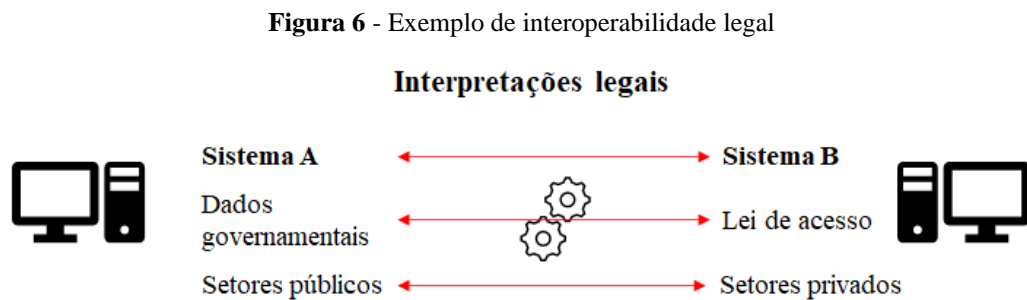 Figura 6 - Exemplo de interoperabilidade legal
Interpretações legais
Sistema A
Sistema B
Dados
governamentais
Lei de acesso
Setores públicos
Setores privados